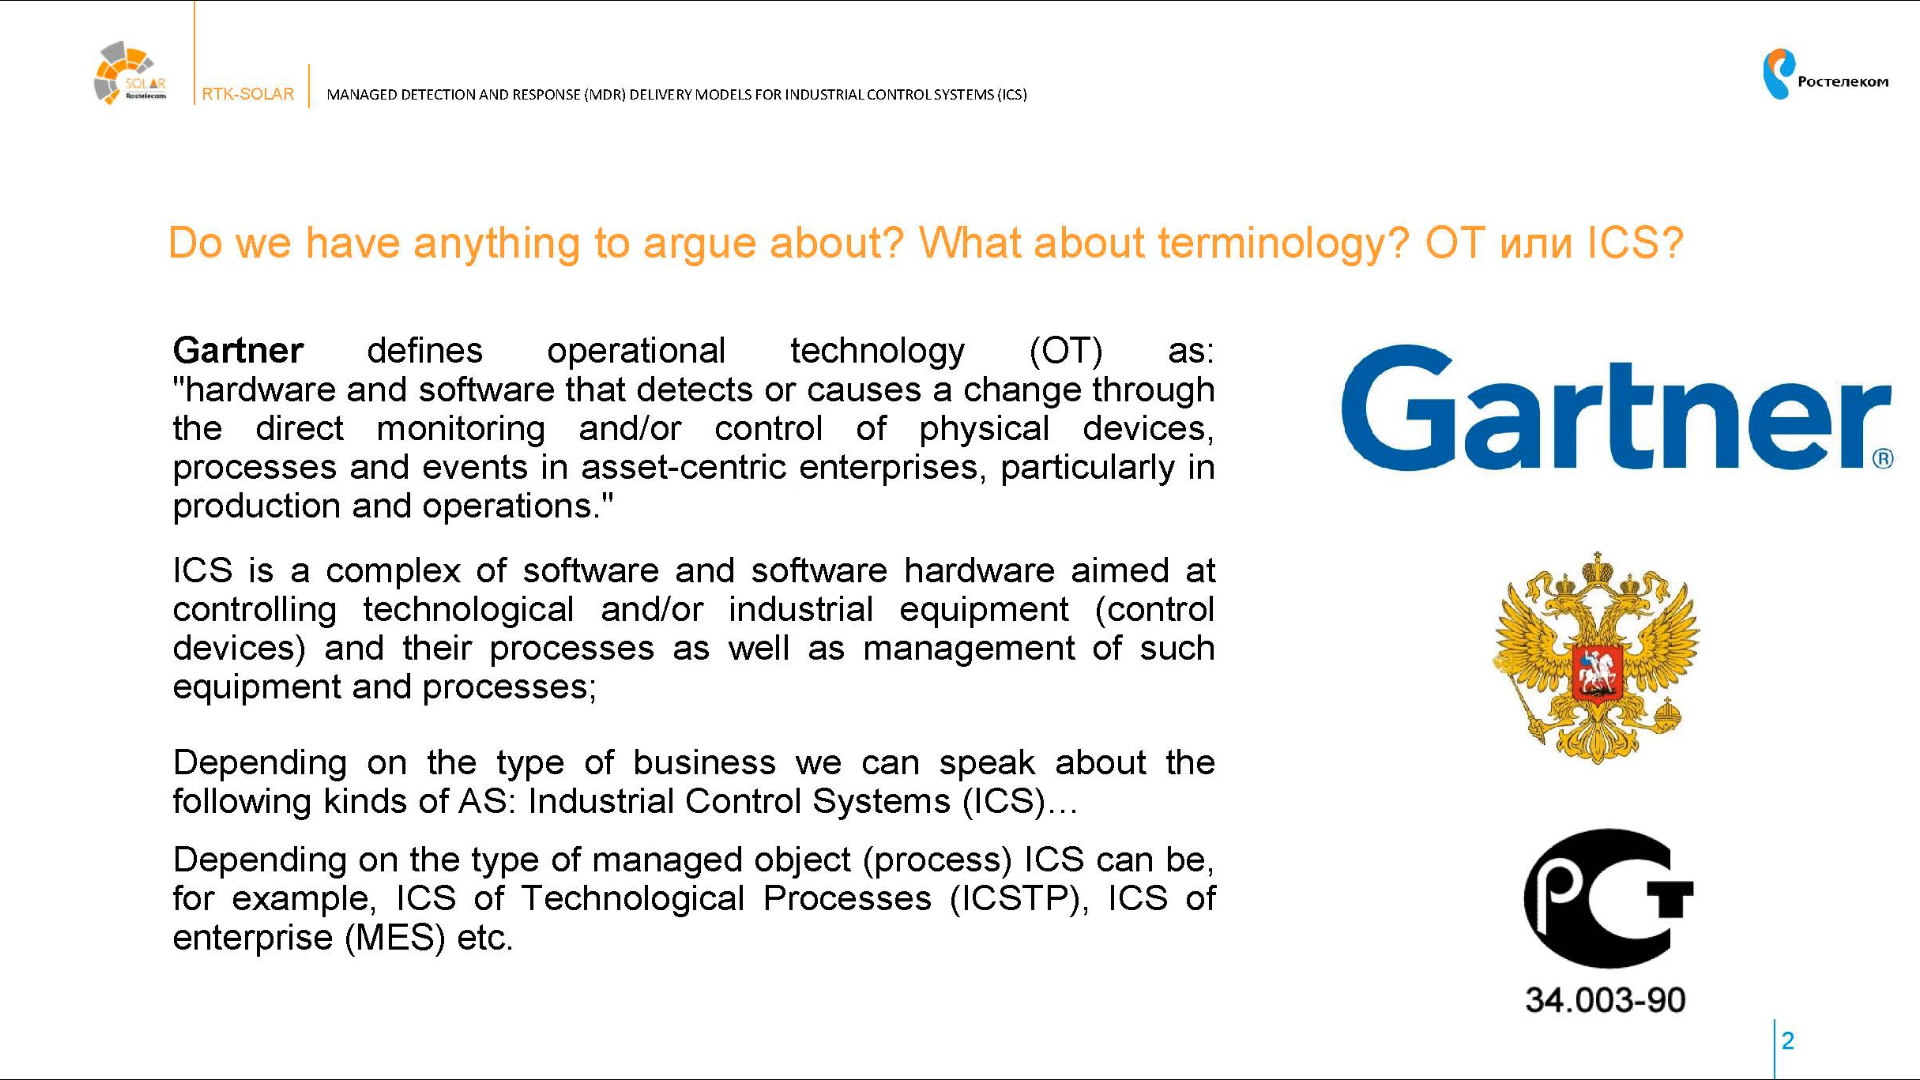 SOLAR
Rostelecom
RTK-SOLAR
MANAGED DETECTION AND RESPONSE (MDR) DELIVERY MODELS FOR INDUSTRIAL CONTROL SYSTEMS (ICS)
Ростелеком
Do we have anything to argue about? What about terminology? ОТ или ICS?
Gartner defines operational technology (OT) as:
"hardware and software that detects or causes a change through
the direct monitoring and/or control of physical devices,
processes and events in asset-centric enterprises, particularly in
production and operations."
Gartner®
ICS is a complex of software and software hardware aimed at
controlling technological and/or industrial equipment (control
devices) and their processes as well as management of such
equipment and processes;
Depending on the type of business we can speak about the
following kinds of AS: Industrial Control Systems (ICS)…
Depending on the type of managed object (process) ICS can be,
for example, ICS of Technological Processes (ICSTP), ICS of
enterprise (MES) etc.
РСТ
34.003-90
2